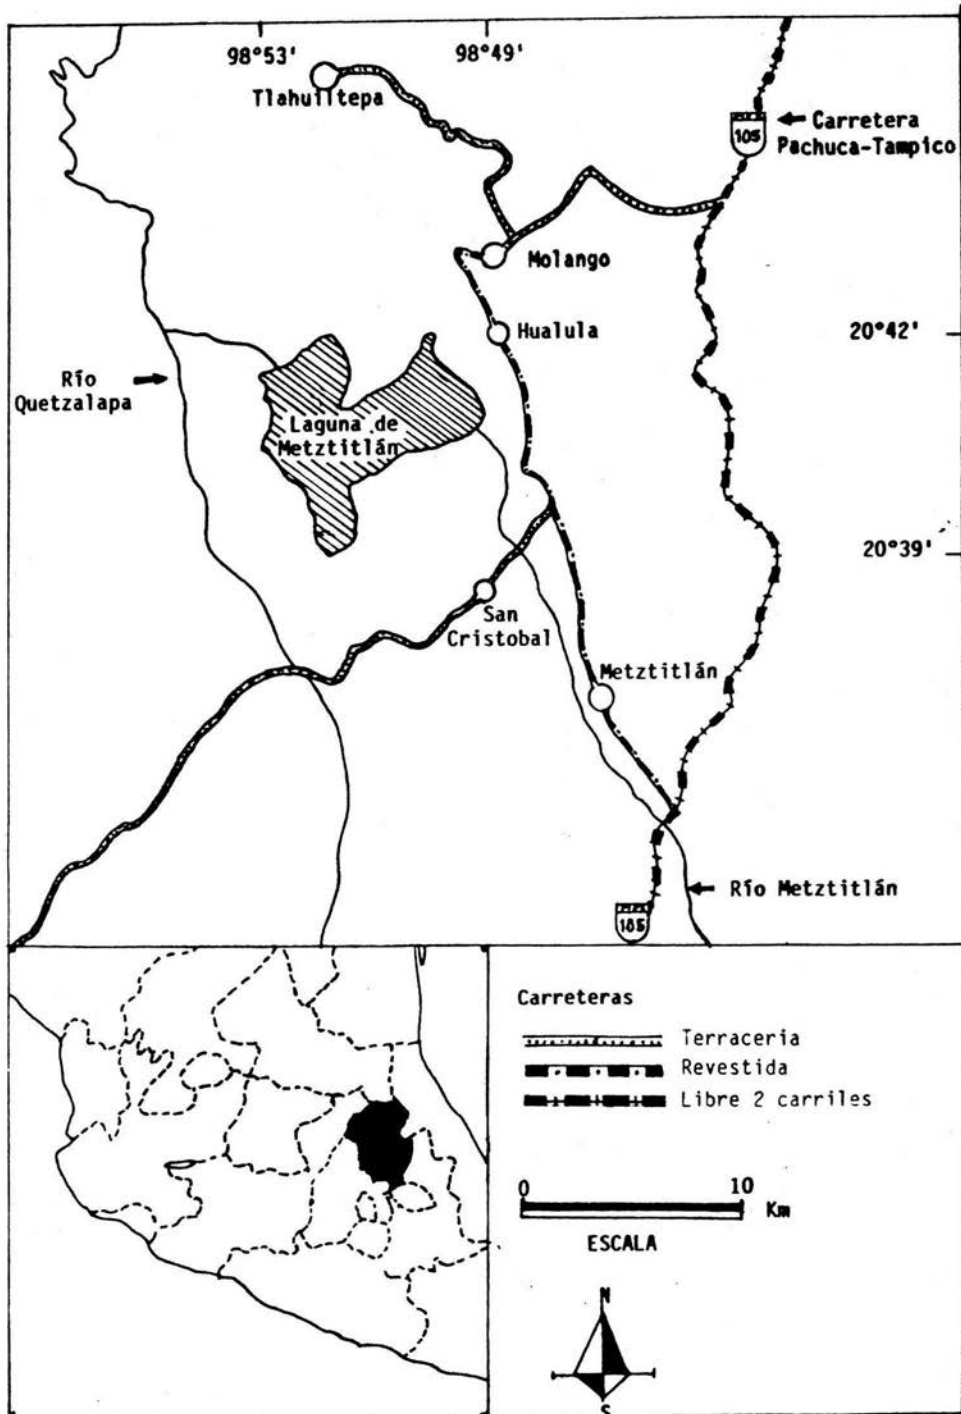 98°53'
98°49'
Tlahuiltepa
105
Carretera
Pachuca-Tampico
Molango
Hualula
20°42'
Río
Quetzalapa
Laguna de
Metztitlán
20°39'
San
Cristobal
Metztitlán
Río Metztitlán
105
Carreteras
Terraceria
Revestida
Libre 2 carriles
0
10
Km
ESCALA
N
S